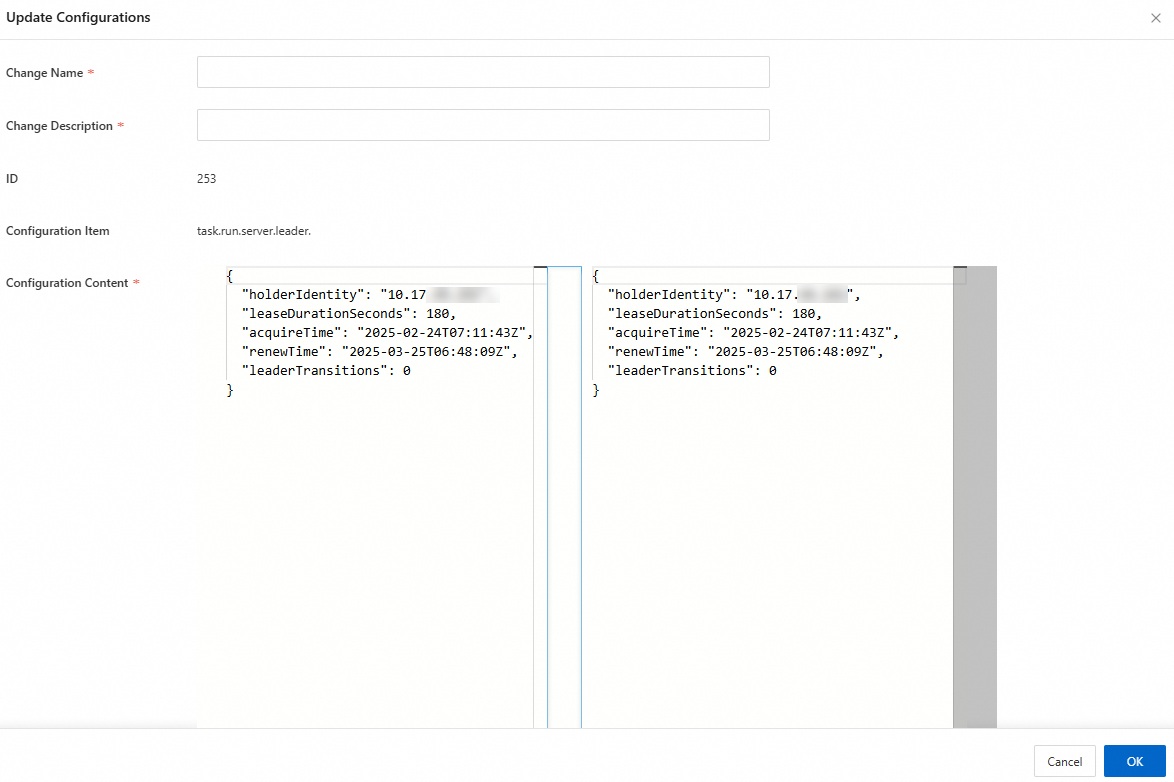 Update Configurations
Change Name *
Change Description *
ID 253
Configuration Item task.run.server.leader.
Configuration Content *
{
"holderIdentity": "10.17
"leaseDurationSeconds": 180,
"acquireTime": "2025-02-24T07:11:43Z",
"renewTime": "2025-03-25T06:48:09Z",
"leaderTransitions": 0
}
{
"holderIdentity": "10.17. ",
"leaseDurationSeconds": 180,
"acquireTime": "2025-02-24T07:11:43Z",
"renewTime": "2025-03-25T06:48:09Z",
"leaderTransitions": 0
}
Cancel OK